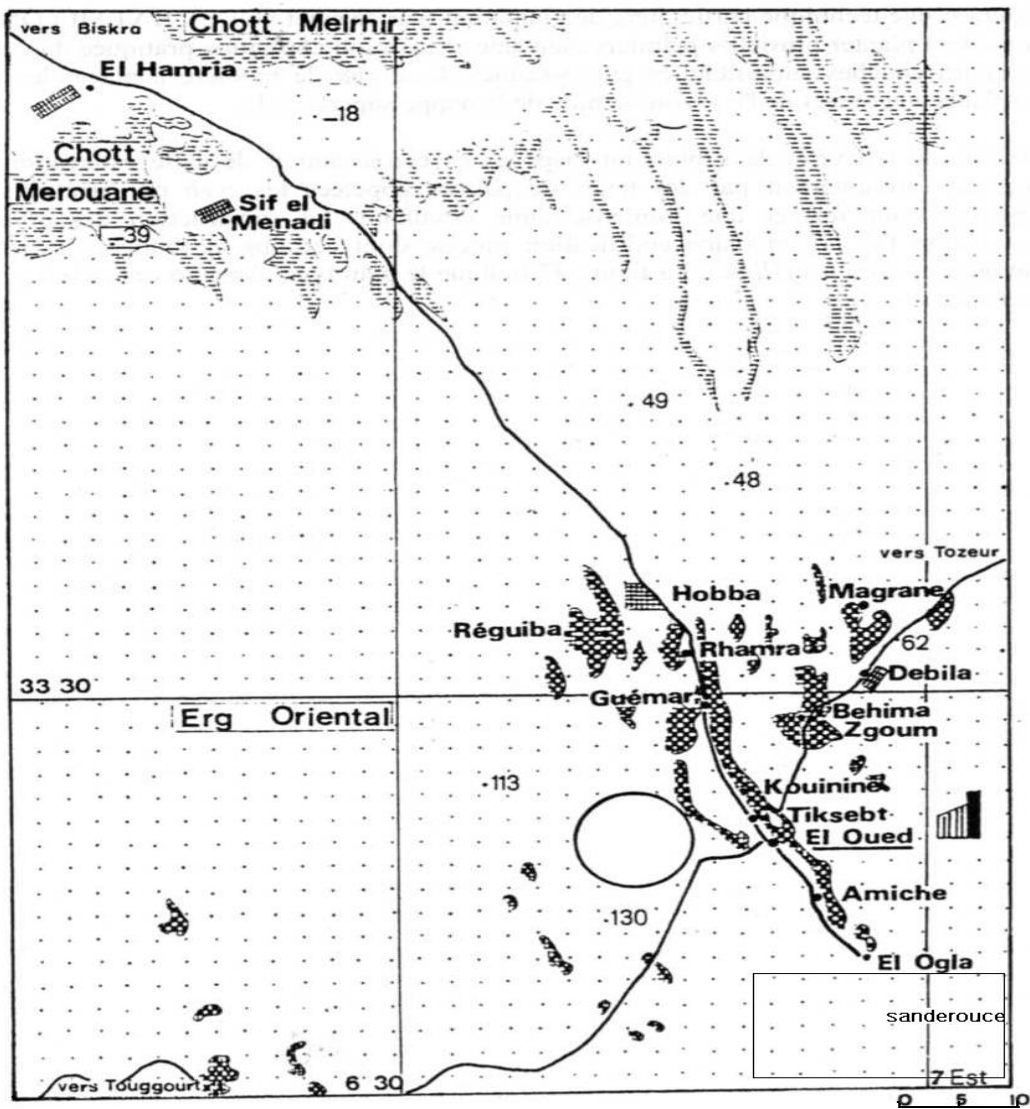 Chott Melrhir
vers Biskra
El Hamria
_18
Chott
Merouane
Sif el
Menadi
_39
49
48
vers Tozeur
Hobba
Magrane
Réguiba
Rhamra
62
Debila
33 30
Guémar
Erg Oriental
Behima
Zgoum
113
Kouinine
Tiksebt
El Oued
Amiche
130
El Ogla
sanderouce
vers Touggourt
6 30
7 Est
0 5 10